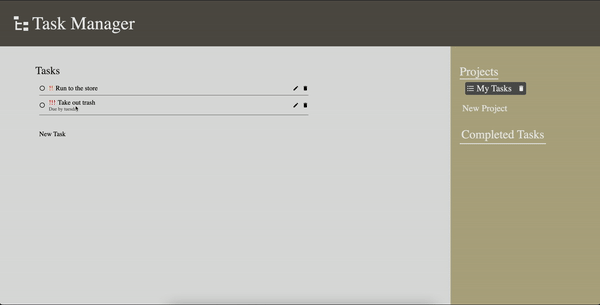 Task Manager
Tasks
!! Run to the store
!!! Take out trash
Due by
New Task
Projects
My Tasks
New Project
Completed Tasks